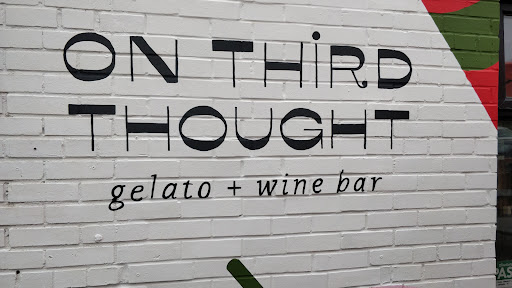 ON THIRD
THOUGHT
gelato + wine bar